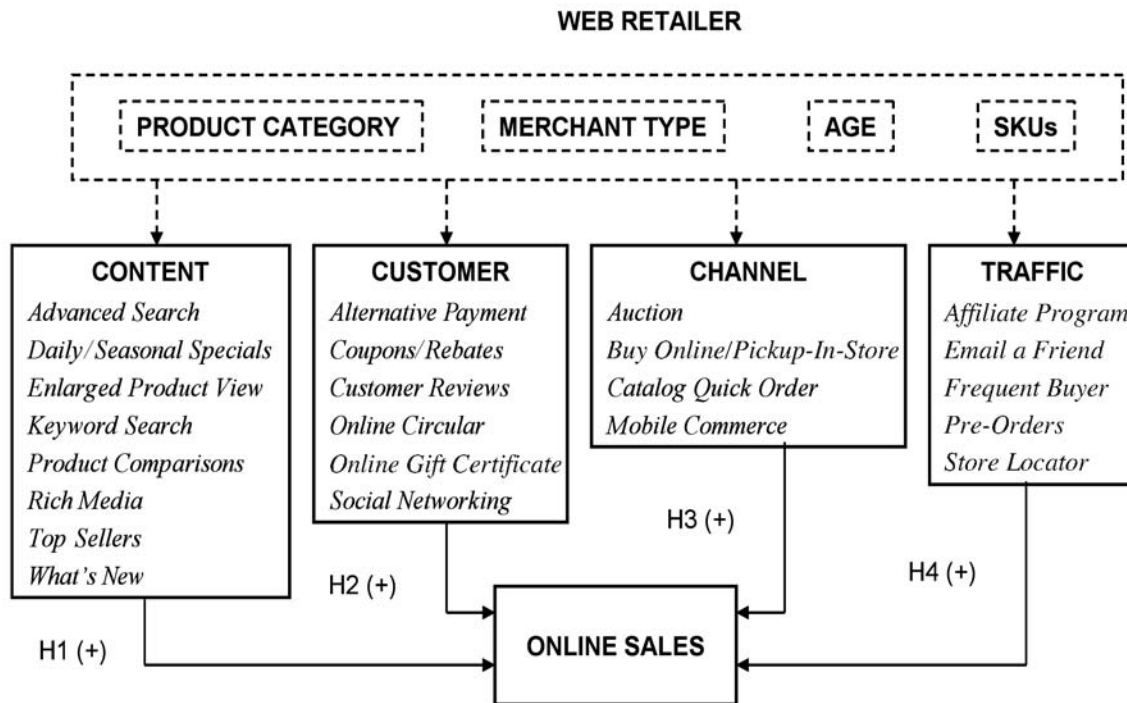 WEB RETAILER
PRODUCT CATEGORY
MERCHANT TYPE
AGE
SKUs
CONTENT
Advanced Search
Daily/Seasonal Specials
Enlarged Product View
Keyword Search
Product Comparisons
Rich Media
Top Sellers
What's New
CUSTOMER
Alternative Payment
Coupons/Rebates
Customer Reviews
Online Circular
Online Gift Certificate
Social Networking
CHANNEL
Auction
Buy Online/Pickup-In-Store
Catalog Quick Order
Mobile Commerce
TRAFFIC
Affiliate Program
Email a Friend
Frequent Buyer
Pre-Orders
Store Locator
H1 (+)
H2 (+)
H3 (+)
H4 (+)
ONLINE SALES